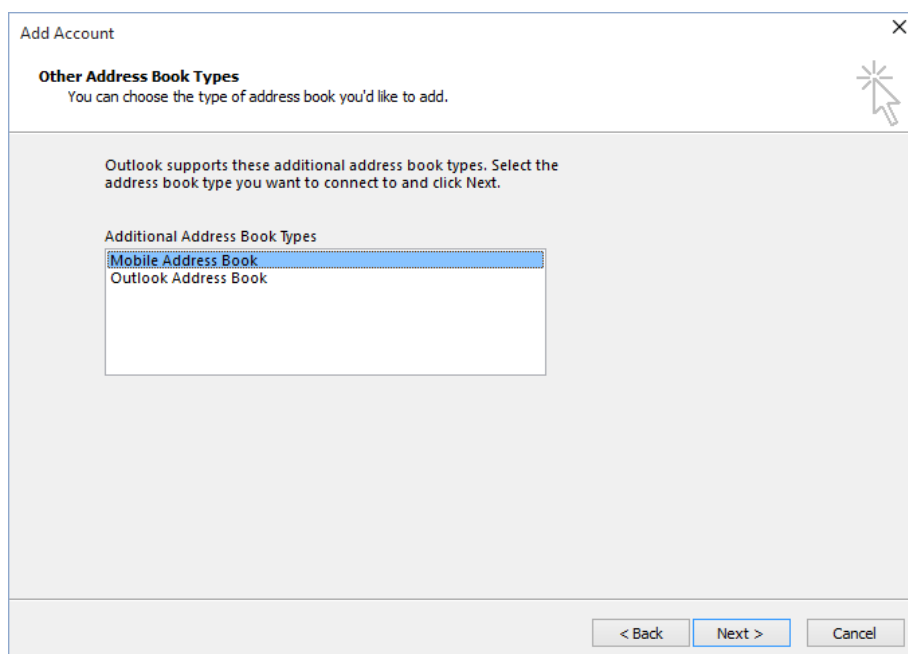 Add Account
Other Address Book Types
You can choose the type of address book you'd like to add.
Outlook supports these additional address book types. Select the
address book type you want to connect to and click Next.
Additional Address Book Types
Mobile Address Book
Outlook Address Book
< Back
Next >
Cancel